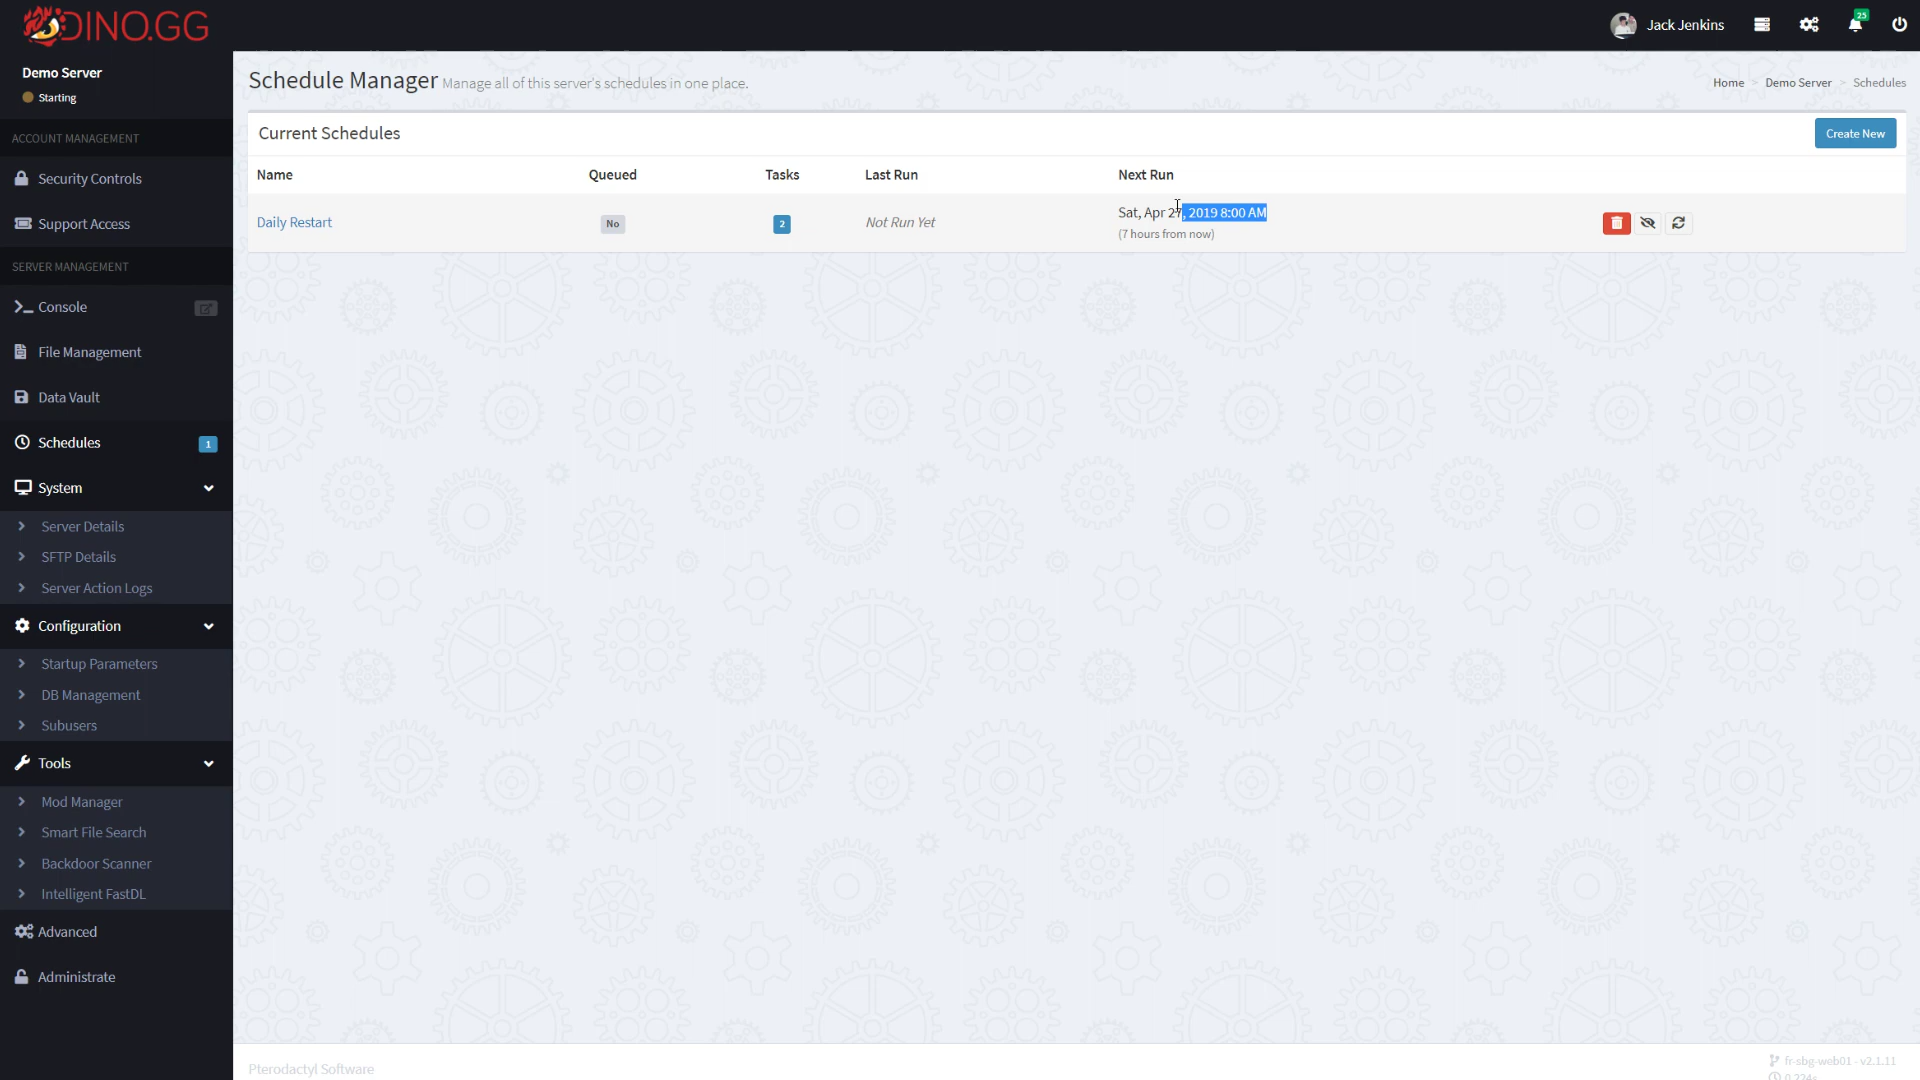 DINO.GG
Jack Jenkins
25
Demo Server
Starting
ACCOUNT MANAGEMENT
Security Controls
Support Access
SERVER MANAGEMENT
Console
File Management
Data Vault
Schedules 1
System
Server Details
SFTP Details
Server Action Logs
Configuration
Startup Parameters
DB Management
Subusers
Tools
Mod Manager
Smart File Search
Backdoor Scanner
Intelligent FastDL
Advanced
Administrate
Schedule Manager Manage all of this server's schedules in one place.
Home > Demo Server > Schedules
Current Schedules
Create New
Name Queued Tasks Last Run Next Run
Daily Restart No 2 Not Run Yet Sat, Apr 27, 2019 8:00 AM
(7 hours from now)
Pterodactyl Software
fr-sbg-web01 - v2.1.11
0.224s